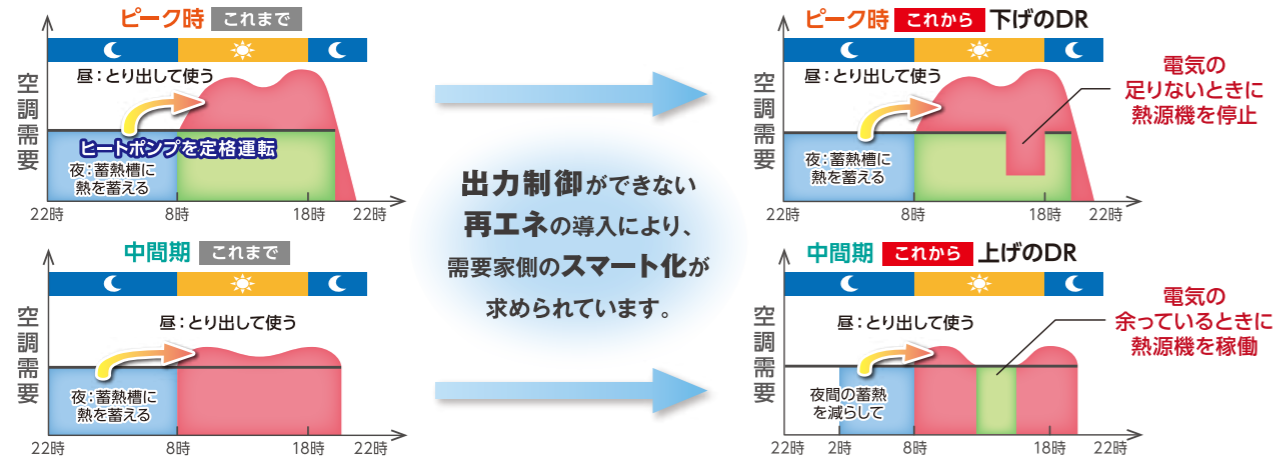 ピーク時 これまで
空調需要
昼：とり出して使う
ヒートポンプを定格運転
夜：蓄熱槽に
熱を蓄える
22時 8時 18時 22時
ピーク時 これから 下げのDR
空調需要
昼：とり出して使う
夜：蓄熱槽に
熱を蓄える
電気の
足りないときに
熱源機を停止
22時 8時 18時 22時
出力制御ができない
再エネの導入により、
需要家側のスマート化が
求められています。
中間期 これまで
空調需要
昼：とり出して使う
夜：蓄熱槽に
熱を蓄える
22時 8時 18時 22時
中間期 これから 上げのDR
空調需要
昼：とり出して使う
夜間の蓄熱
を減らして
電気の
余っているときに
熱源機を稼働
22時 2時 8時 18時 22時